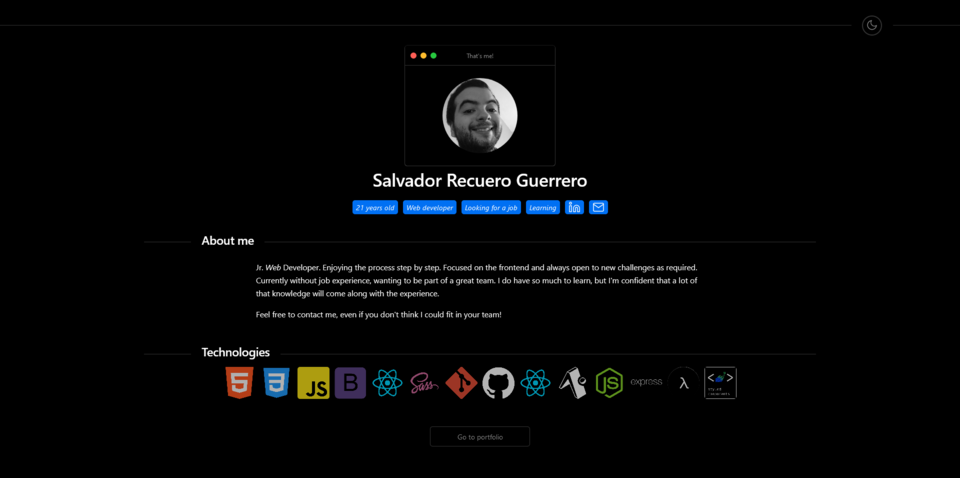 That's me!
Salvador Recuero Guerrero
21 years old Web developer Looking for a job Learning in
About me
Jr. Web Developer. Enjoying the process step by step. Focused on the frontend and always open to new challenges as required.
Currently without job experience, wanting to be part of a great team. I do have so much to learn, but I'm confident that a lot of
that knowledge will come along with the experience.
Feel free to contact me, even if you don't think I could fit in your team!
Technologies
5 3 JS B Sass JS express λ < >
Go to portfolio